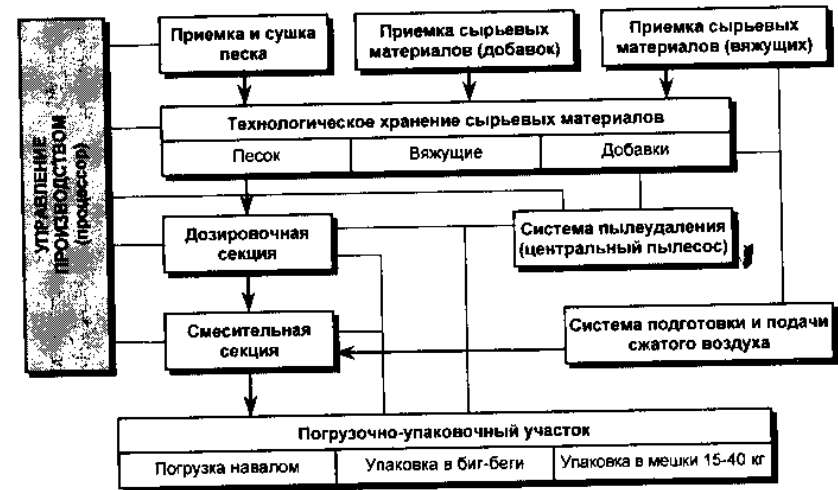 УПРАВЛЕНИЕ
ПРОИЗВОДСТВОМ
(процессор)
Приемка и сушка
песка
Приемка сырьевых
материалов (добавок)
Приемка сырьевых
материалов (вяжущих)
Технологическое хранение сырьевых материалов
Песок
Вяжущие
Добавки
Дозировочная
секция
Система пылеудаления
(центральный пылесос)
Смесительная
секция
Система подготовки и подачи
сжатого воздуха
Погрузочно-упаковочный участок
Погрузка навалом
Упаковка в биг-беги
Упаковка в мешки 15-40 кг